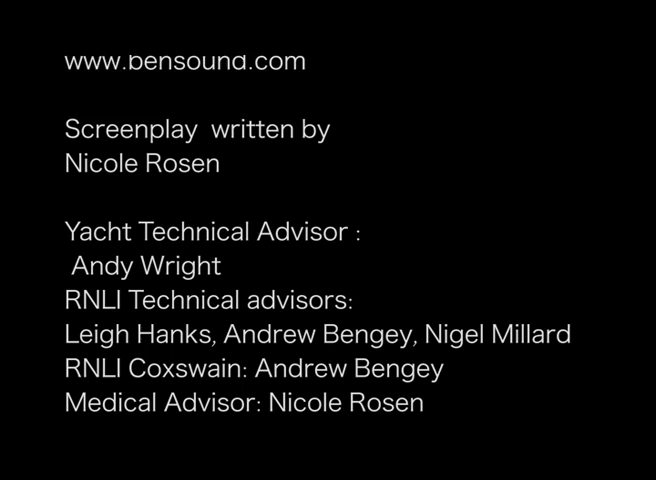 www.bensound.com
Screenplay written by
Nicole Rosen
Yacht Technical Advisor :
Andy Wright
RNLI Technical advisors:
Leigh Hanks, Andrew Bengey, Nigel Millard
RNLI Coxswain: Andrew Bengey
Medical Advisor: Nicole Rosen